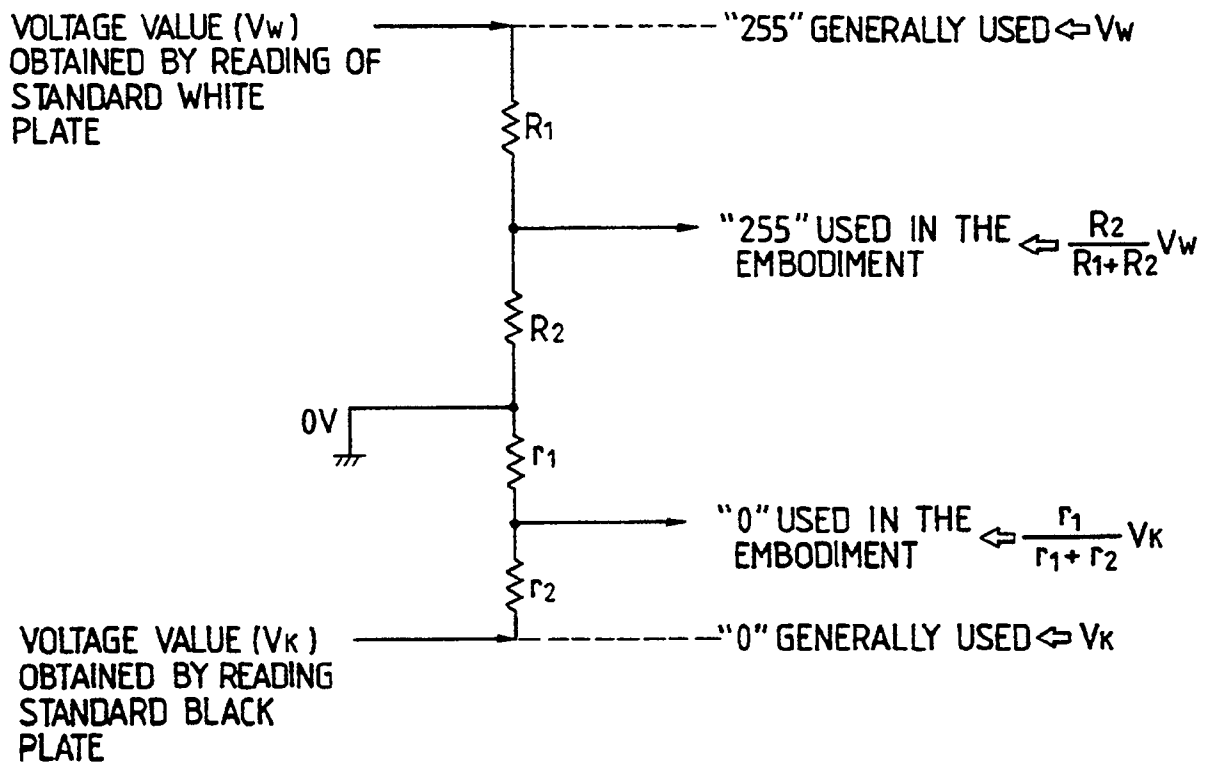 VOLTAGE VALUE (VW)
OBTAINED BY READING OF
STANDARD WHITE
PLATE
"255" GENERALLY USED ⇦ VW
R1
"255" USED IN THE
EMBODIMENT
⇦ R2 / R1+R2 VW
R2
0V
r1
"0" USED IN THE
EMBODIMENT
⇦ r1 / r1 + r2 VK
r2
VOLTAGE VALUE (VK)
OBTAINED BY READING
STANDARD BLACK
PLATE
"0" GENERALLY USED ⇦ VK